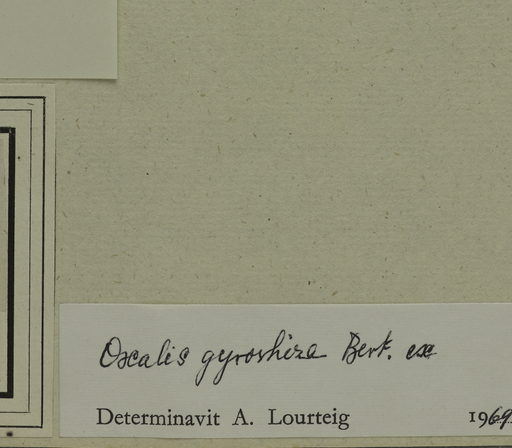 Oxalis gyrorhiza Bert. ex
Determinavit A. Lourteig 1969